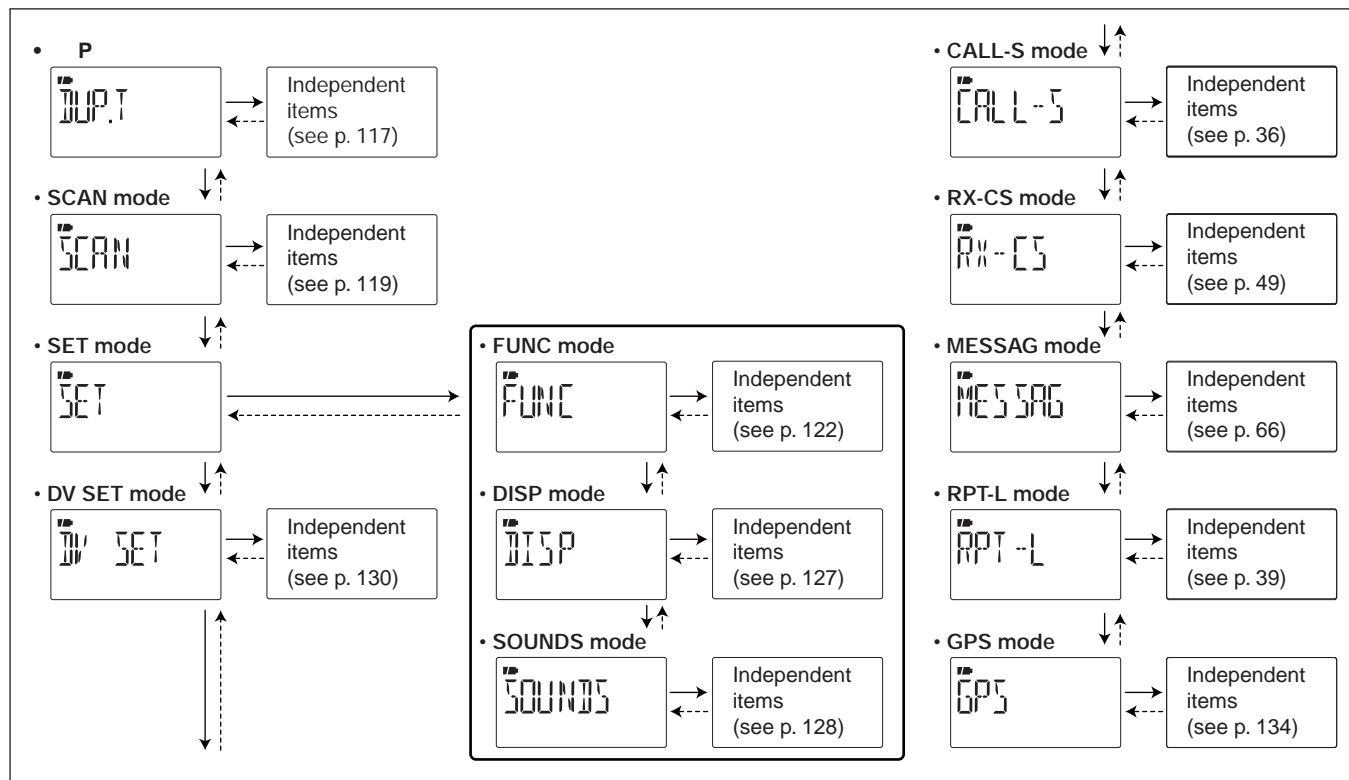 • P
DUP.T
Independent
items
(see p. 117)
• SCAN mode
SCAN
Independent
items
(see p. 119)
• SET mode
SET
• DV SET mode
DV SET
Independent
items
(see p. 130)
• FUNC mode
FUNC
Independent
items
(see p. 122)
• DISP mode
DISP
Independent
items
(see p. 127)
• SOUNDS mode
SOUNDS
Independent
items
(see p. 128)
• CALL-S mode
CALL-S
Independent
items
(see p. 36)
• RX-CS mode
RX-CS
Independent
items
(see p. 49)
• MESSAG mode
MESSAG
Independent
items
(see p. 66)
• RPT-L mode
RPT-L
Independent
items
(see p. 39)
• GPS mode
GPS
Independent
items
(see p. 134)